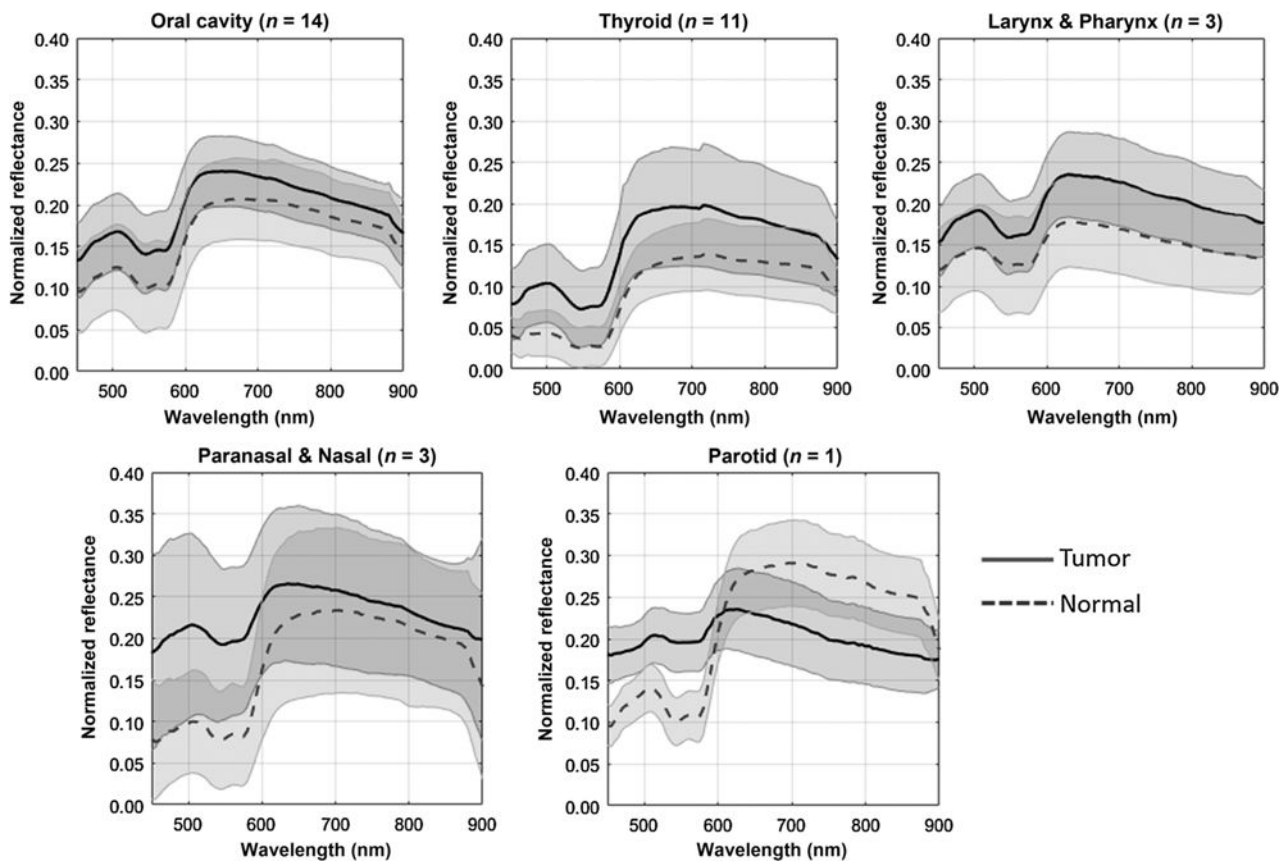 Oral cavity (n = 14)
Normalized reflectance
0.40
0.35
0.30
0.25
0.20
0.15
0.10
0.05
0.00
500 600 700 800 900
Wavelength (nm)
Thyroid (n = 11)
Normalized reflectance
0.40
0.35
0.30
0.25
0.20
0.15
0.10
0.05
0.00
500 600 700 800 900
Wavelength (nm)
Larynx & Pharynx (n = 3)
Normalized reflectance
0.40
0.35
0.30
0.25
0.20
0.15
0.10
0.05
0.00
500 600 700 800 900
Wavelength (nm)
Paranasal & Nasal (n = 3)
Normalized reflectance
0.40
0.35
0.30
0.25
0.20
0.15
0.10
0.05
0.00
500 600 700 800 900
Wavelength (nm)
Parotid (n = 1)
Normalized reflectance
0.40
0.35
0.30
0.25
0.20
0.15
0.10
0.05
0.00
500 600 700 800 900
Wavelength (nm)
Tumor
Normal